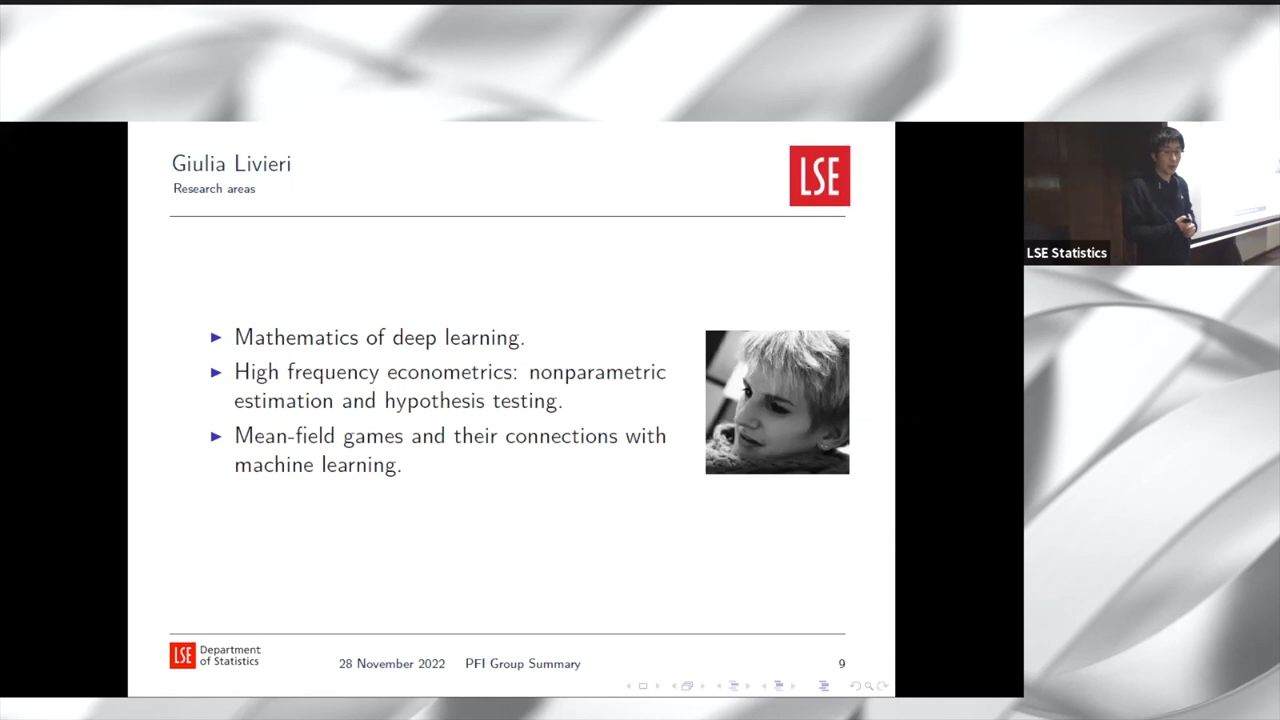 Giulia Livieri
Research areas
LSE
LSE Statistics
▶ Mathematics of deep learning.
▶ High frequency econometrics: nonparametric
estimation and hypothesis testing.
▶ Mean-field games and their connections with
machine learning.
LSE Department
of Statistics
28 November 2022 PFI Group Summary
9